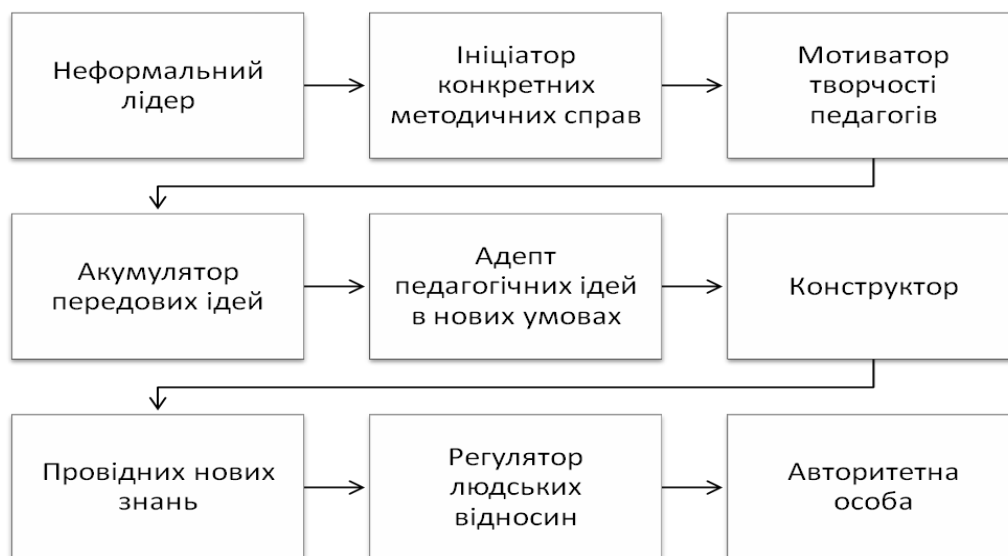 Неформальний
лідер
Ініціатор
конкретних
методичних справ
Мотиватор
творчості
педагогів
Акумулятор
передових ідей
Адепт
педагогічних ідей
в нових умовах
Конструктор
Провідних нових
знань
Регулятор
людських
відносин
Авторитетна
особа